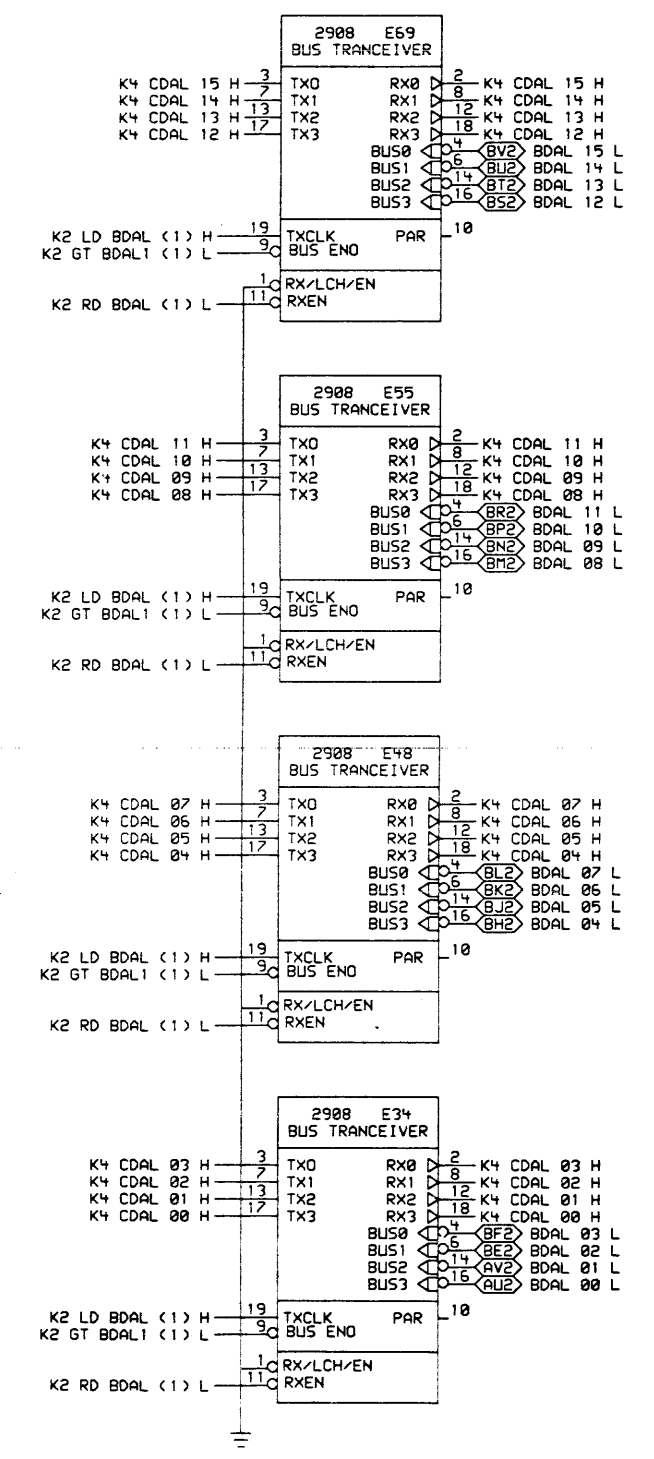 2908 E69
BUS TRANCEIVER
K4 CDAL 15 H 3 TX0 RX0 2 K4 CDAL 15 H
K4 CDAL 14 H 7 TX1 RX1 8 K4 CDAL 14 H
K4 CDAL 13 H 13 TX2 RX2 12 K4 CDAL 13 H
K4 CDAL 12 H 17 TX3 RX3 18 K4 CDAL 12 H
BUS0 4 BV2 BDAL 15 L
BUS1 6 BU2 BDAL 14 L
BUS2 14 BT2 BDAL 13 L
BUS3 16 BS2 BDAL 12 L
K2 LD BDAL (1) H 19 TXCLK PAR 10
K2 GT BDAL1 (1) L 9 BUS ENO
1 RX/LCH/EN
K2 RD BDAL (1) L 11 RXEN
2908 E55
BUS TRANCEIVER
K4 CDAL 11 H 3 TX0 RX0 2 K4 CDAL 11 H
K4 CDAL 10 H 7 TX1 RX1 8 K4 CDAL 10 H
K4 CDAL 09 H 13 TX2 RX2 12 K4 CDAL 09 H
K4 CDAL 08 H 17 TX3 RX3 18 K4 CDAL 08 H
BUS0 4 BR2 BDAL 11 L
BUS1 6 BP2 BDAL 10 L
BUS2 14 BN2 BDAL 09 L
BUS3 16 BM2 BDAL 08 L
K2 LD BDAL (1) H 19 TXCLK PAR 10
K2 GT BDAL1 (1) L 9 BUS ENO
1 RX/LCH/EN
K2 RD BDAL (1) L 11 RXEN
2908 E48
BUS TRANCEIVER
K4 CDAL 07 H 3 TX0 RX0 2 K4 CDAL 07 H
K4 CDAL 06 H 7 TX1 RX1 8 K4 CDAL 06 H
K4 CDAL 05 H 13 TX2 RX2 12 K4 CDAL 05 H
K4 CDAL 04 H 17 TX3 RX3 18 K4 CDAL 04 H
BUS0 4 BL2 BDAL 07 L
BUS1 6 BK2 BDAL 06 L
BUS2 14 BJ2 BDAL 05 L
BUS3 16 BH2 BDAL 04 L
K2 LD BDAL (1) H 19 TXCLK PAR 10
K2 GT BDAL1 (1) L 9 BUS ENO
1 RX/LCH/EN
K2 RD BDAL (1) L 11 RXEN
2908 E34
BUS TRANCEIVER
K4 CDAL 03 H 3 TX0 RX0 2 K4 CDAL 03 H
K4 CDAL 02 H 7 TX1 RX1 8 K4 CDAL 02 H
K4 CDAL 01 H 13 TX2 RX2 12 K4 CDAL 01 H
K4 CDAL 00 H 17 TX3 RX3 18 K4 CDAL 00 H
BUS0 4 BF2 BDAL 03 L
BUS1 6 BE2 BDAL 02 L
BUS2 14 AV2 BDAL 01 L
BUS3 16 AU2 BDAL 00 L
K2 LD BDAL (1) H 19 TXCLK PAR 10
K2 GT BDAL1 (1) L 9 BUS ENO
1 RX/LCH/EN
K2 RD BDAL (1) L 11 RXEN